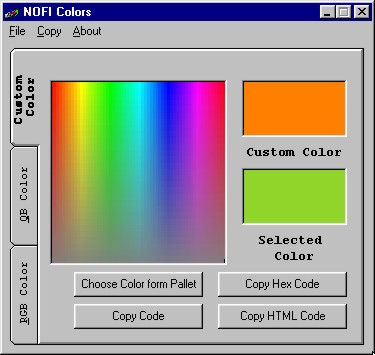 NOFI Colors
File Copy About
Custom
Color
QB Color
RGB Color
Custom Color
Selected
Color
Choose Color form Pallet
Copy Hex Code
Copy Code
Copy HTML Code